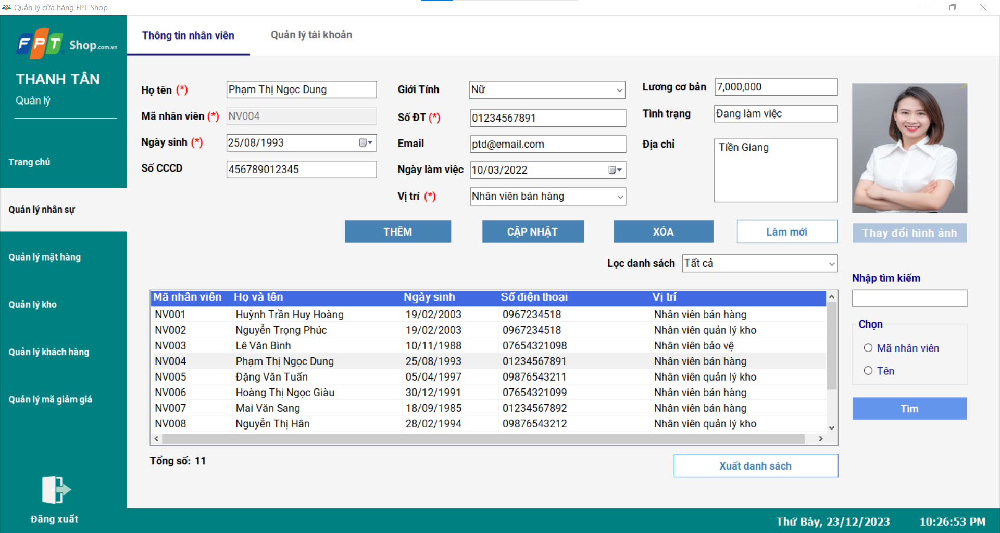 Quản lý cửa hàng FPT Shop
FPT Shop.com.vn
THANH TÂN
Quản lý
Trang chủ
Quản lý nhân sự
Quản lý mặt hàng
Quản lý kho
Quản lý khách hàng
Quản lý mã giảm giá
Đăng xuất
Thông tin nhân viên Quản lý tài khoản
Họ tên (*) Phạm Thị Ngọc Dung
Mã nhân viên (*) NV004
Ngày sinh (*) 25/08/1993
Số CCCD 456789012345
Giới Tính Nữ
Số ĐT (*) 01234567891
Email ptd@email.com
Ngày làm việc 10/03/2022
Vị trí (*) Nhân viên bán hàng
Lương cơ bản 7,000,000
Tình trạng Đang làm việc
Địa chỉ Tiền Giang
THÊM CẬP NHẬT XÓA Làm mới
Thay đổi hình ảnh
Lọc danh sách Tất cả
Mã nhân viên Họ và tên Ngày sinh Số điện thoại Vị trí
NV001 Huỳnh Trần Huy Hoàng 19/02/2003 0967234518 Nhân viên bán hàng
NV002 Nguyễn Trọng Phúc 19/02/2003 0967234518 Nhân viên quản lý kho
NV003 Lê Văn Bình 10/11/1988 07654321098 Nhân viên bảo vệ
NV004 Phạm Thị Ngọc Dung 25/08/1993 01234567891 Nhân viên bán hàng
NV005 Đặng Văn Tuấn 05/04/1997 09876543211 Nhân viên quản lý kho
NV006 Hoàng Thị Ngọc Giàu 30/12/1991 07654321099 Nhân viên bán hàng
NV007 Mai Văn Sang 18/09/1985 01234567892 Nhân viên bán hàng
NV008 Nguyễn Thị Hân 28/02/1994 09876543212 Nhân viên quản lý kho
Tổng số: 11
Xuất danh sách
Nhập tìm kiếm
Chọn
Mã nhân viên
Tên
Tìm
Thứ Bảy, 23/12/2023 10:26:53 PM